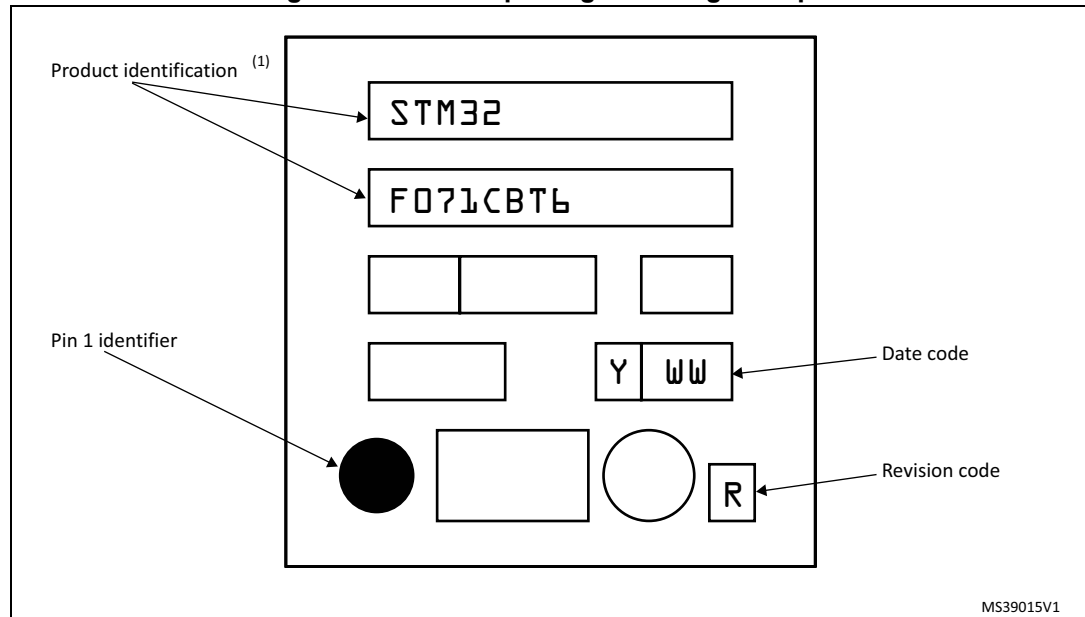 Product identification (1)
STM32
F071CBT6
Pin 1 identifier
Y WW
Date code
R
Revision code
MS39015V1